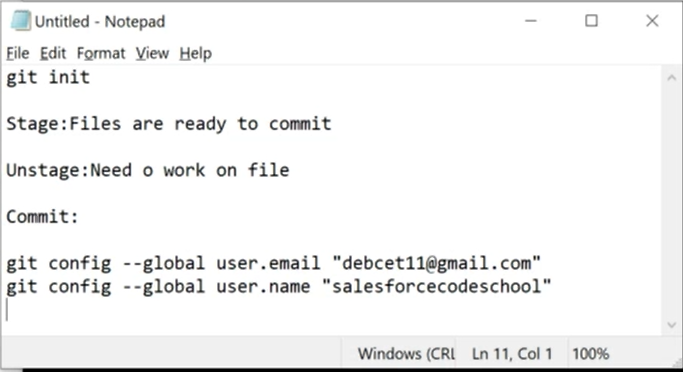 Untitled - Notepad
File Edit Format View Help
git init
Stage:Files are ready to commit
Unstage:Need o work on file
Commit:
git config --global user.email "debcet11@gmail.com"
git config --global user.name "salesforcecodeschool"
Windows (CRL Ln 11, Col 1 100%